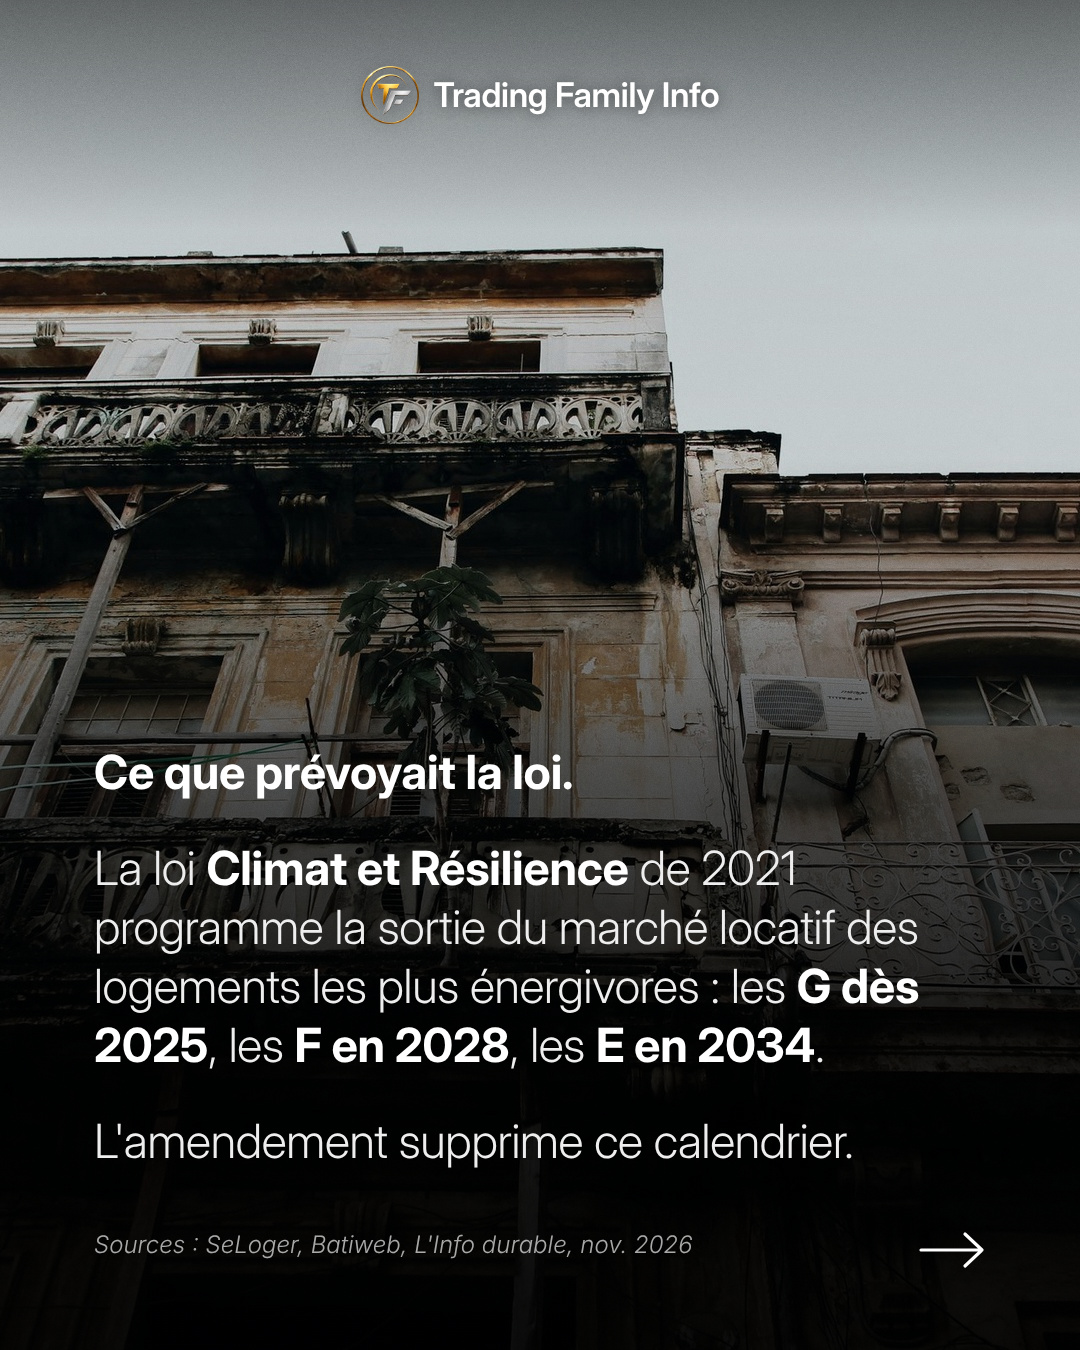 Trading Family Info
Ce que prévoyait la loi.
La loi Climat et Résilience de 2021
programme la sortie du marché locatif des
logements les plus énergivores : les G dès
2025, les F en 2028, les E en 2034.
L'amendement supprime ce calendrier.
Sources : SeLoger, Batiweb, L'Info durable, nov. 2026